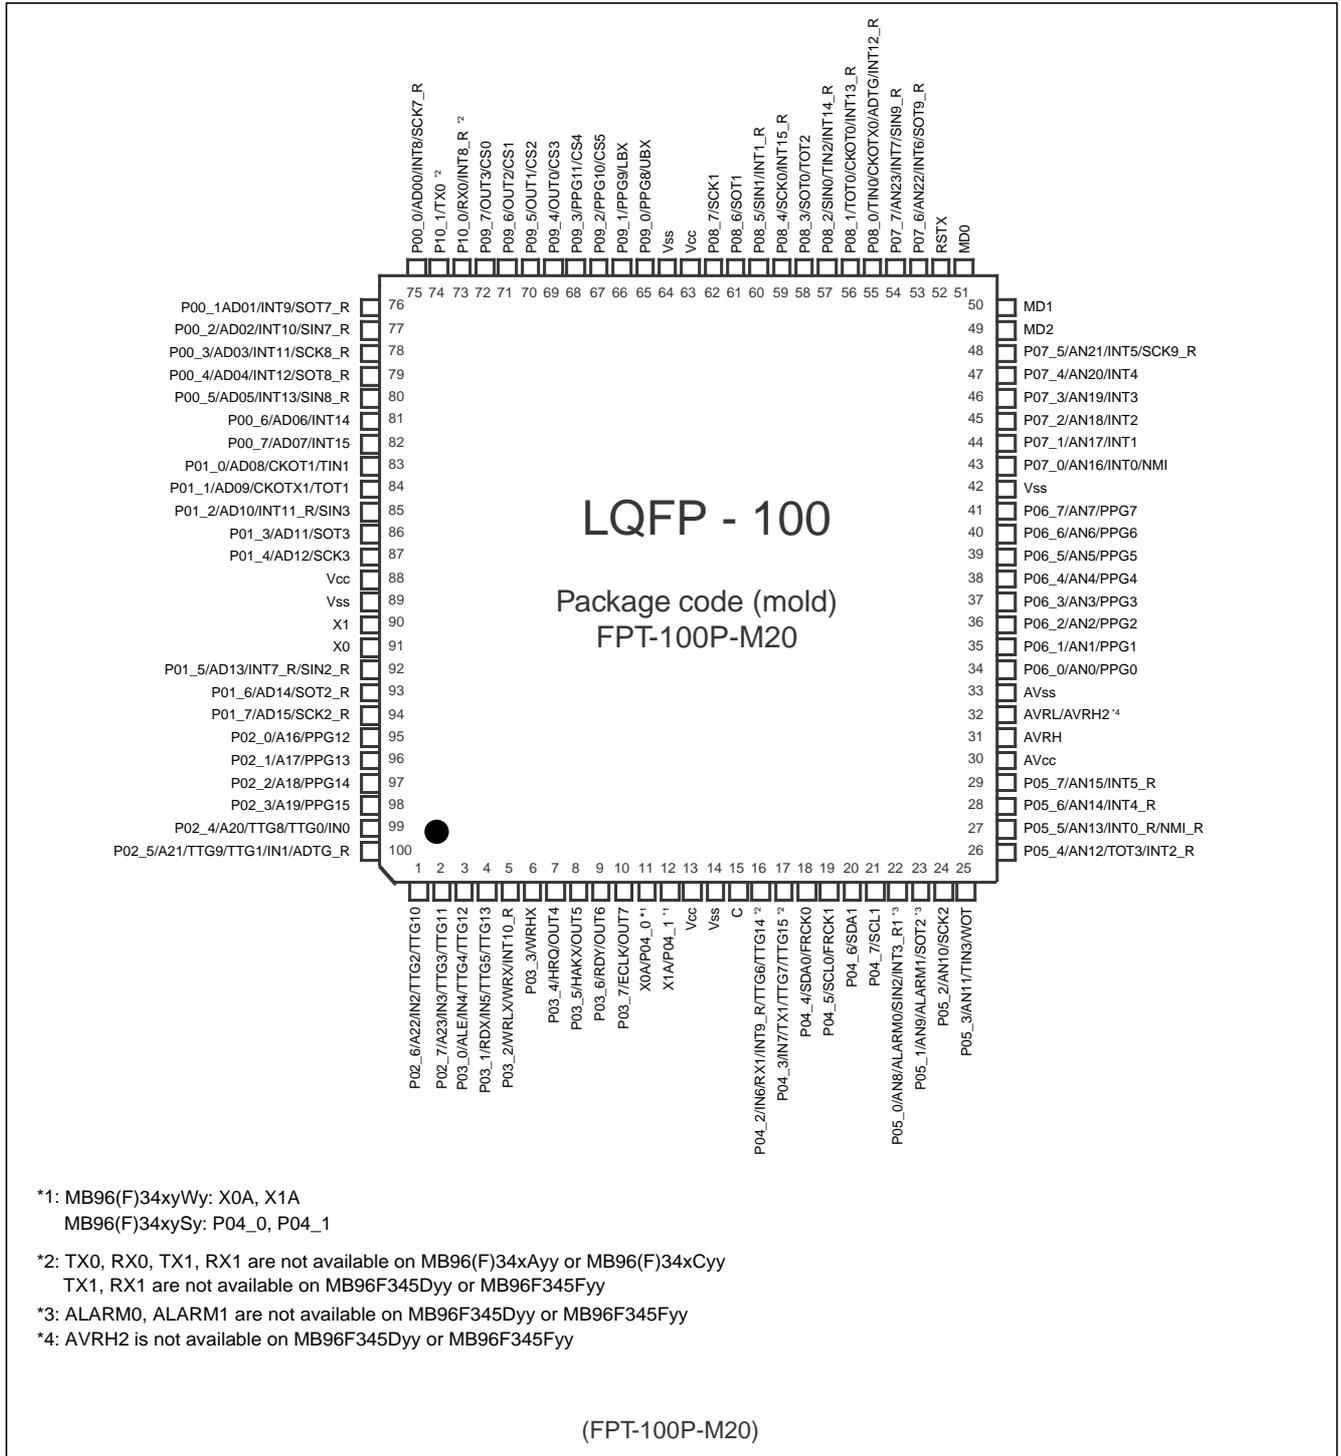 P00_0/AD00/INT8/SCK7_R
P10_1/TX0 *2
P10_0/RX0/INT8_R *2
P09_7/OUT3/CS0
P09_6/OUT2/CS1
P09_5/OUT1/CS2
P09_4/OUT0/CS3
P09_3/PPG11/CS4
P09_2/PPG10/CS5
P09_1/PPG9/LBX
P09_0/PPG8/UBX
Vss
Vcc
P08_7/SCK1
P08_6/SOT1
P08_5/SIN1/INT1_R
P08_4/SCK0/INT15_R
P08_3/SOT0/TOT2
P08_2/SIN0/TIN2/INT14_R
P08_1/TOT0/CKOT0/INT13_R
P08_0/TIN0/CKOTX0/ADTG/INT12_R
P07_7/AN23/INT7/SIN9_R
P07_6/AN22/INT6/SOT9_R
RSTX
MD0
75 74 73 72 71 70 69 68 67 66 65 64 63 62 61 60 59 58 57 56 55 54 53 52 51
P00_1AD01/INT9/SOT7_R 76
P00_2/AD02/INT10/SIN7_R 77
P00_3/AD03/INT11/SCK8_R 78
P00_4/AD04/INT12/SOT8_R 79
P00_5/AD05/INT13/SIN8_R 80
P00_6/AD06/INT14 81
P00_7/AD07/INT15 82
P01_0/AD08/CKOT1/TIN1 83
P01_1/AD09/CKOTX1/TOT1 84
P01_2/AD10/INT11_R/SIN3 85
P01_3/AD11/SOT3 86
P01_4/AD12/SCK3 87
Vcc 88
Vss 89
X1 90
X0 91
P01_5/AD13/INT7_R/SIN2_R 92
P01_6/AD14/SOT2_R 93
P01_7/AD15/SCK2_R 94
P02_0/A16/PPG12 95
P02_1/A17/PPG13 96
P02_2/A18/PPG14 97
P02_3/A19/PPG15 98
P02_4/A20/TTG8/TTG0/IN0 99
P02_5/A21/TTG9/TTG1/IN1/ADTG_R 100
LQFP - 100
Package code (mold)
FPT-100P-M20
50 MD1
49 MD2
48 P07_5/AN21/INT5/SCK9_R
47 P07_4/AN20/INT4
46 P07_3/AN19/INT3
45 P07_2/AN18/INT2
44 P07_1/AN17/INT1
43 P07_0/AN16/INT0/NMI
42 Vss
41 P06_7/AN7/PPG7
40 P06_6/AN6/PPG6
39 P06_5/AN5/PPG5
38 P06_4/AN4/PPG4
37 P06_3/AN3/PPG3
36 P06_2/AN2/PPG2
35 P06_1/AN1/PPG1
34 P06_0/AN0/PPG0
33 AVss
32 AVRL/AVRH2 *4
31 AVRH
30 AVcc
29 P05_7/AN15/INT5_R
28 P05_6/AN14/INT4_R
27 P05_5/AN13/INT0_R/NMI_R
26 P05_4/AN12/TOT3/INT2_R
1 2 3 4 5 6 7 8 9 10 11 12 13 14 15 16 17 18 19 20 21 22 23 24 25
P02_6/A22/IN2/TTG2/TTG10
P02_7/A23/IN3/TTG3/TTG11
P03_0/ALE/IN4/TTG4/TTG12
P03_1/RDX/IN5/TTG5/TTG13
P03_2/WRLX/WRX/INT10_R
P03_3/WRHX
P03_4/HRQ/OUT4
P03_5/HAKX/OUT5
P03_6/RDY/OUT6
P03_7/ECLK/OUT7
X0A/P04_0 *1
X1A/P04_1 *1
Vcc
Vss
C
P04_2/IN6/RX1/INT9_R/TTG6/TTG14 *2
P04_3/IN7/TX1/TTG7/TTG15 *2
P04_4/SDA0/FRCK0
P04_5/SCL0/FRCK1
P04_6/SDA1
P04_7/SCL1
P05_0/AN8/ALARM0/SIN2/INT3_R1 *3
P05_1/AN9/ALARM1/SOT2 *3
P05_2/AN10/SCK2
P05_3/AN11/TIN3/WOT
*1: MB96(F)34xyWy: X0A, X1A
MB96(F)34xySy: P04_0, P04_1
*2: TX0, RX0, TX1, RX1 are not available on MB96(F)34xAyy or MB96(F)34xCyy
TX1, RX1 are not available on MB96F345Dyy or MB96F345Fyy
*3: ALARM0, ALARM1 are not available on MB96F345Dyy or MB96F345Fyy
*4: AVRH2 is not available on MB96F345Dyy or MB96F345Fyy
(FPT-100P-M20)